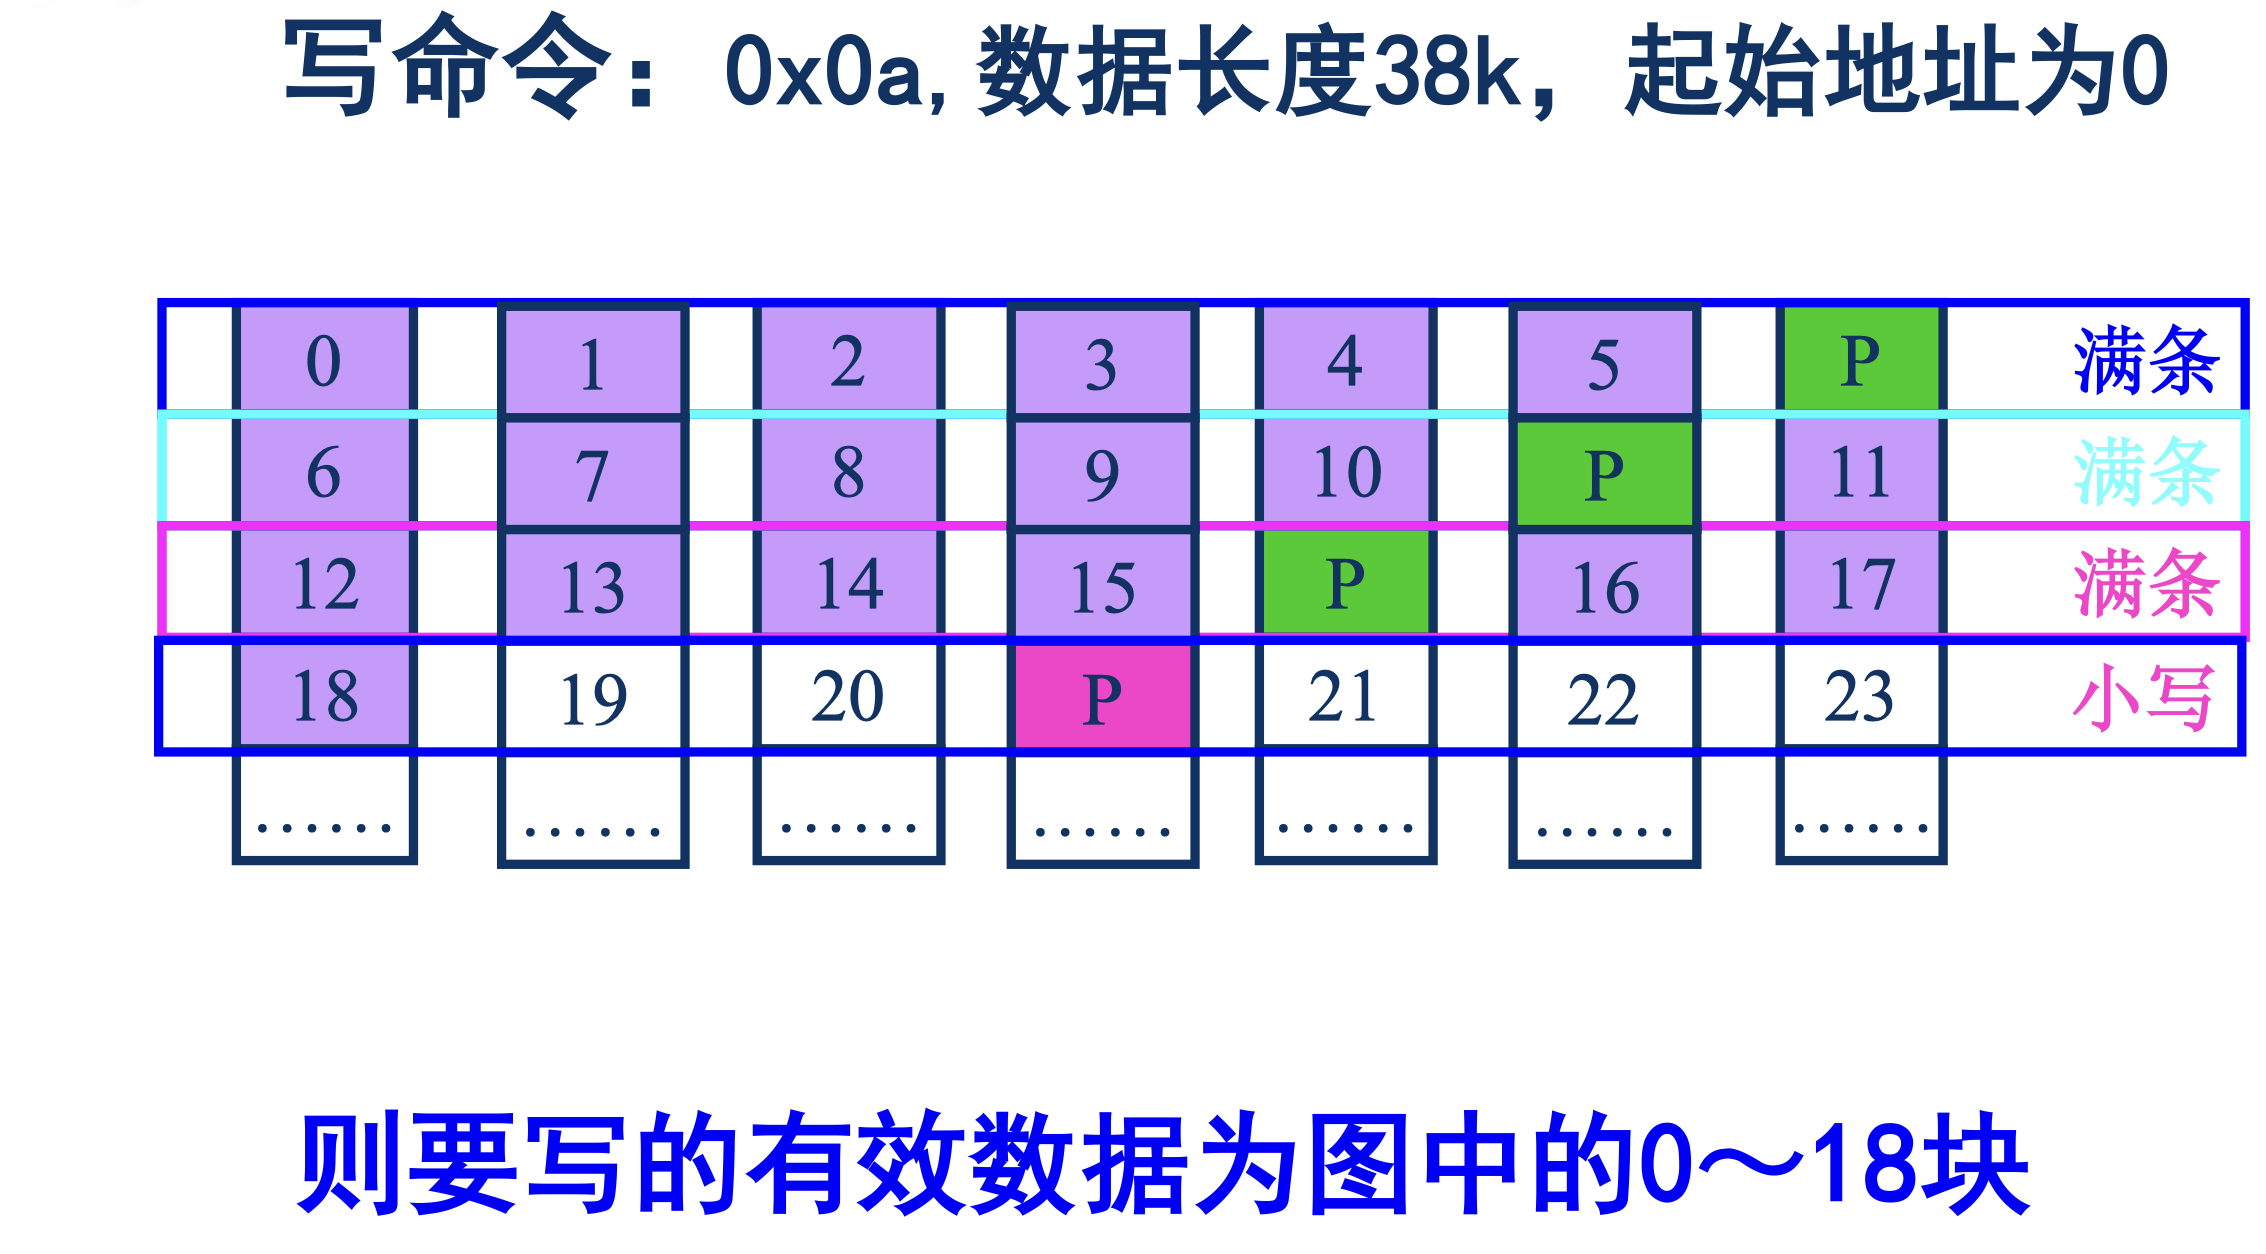 写命令：0x0a,数据长度38k，起始地址为0
0 1 2 3 4 5 P 满条
6 7 8 9 10 P 11 满条
12 13 14 15 P 16 17 满条
18 19 20 P 21 22 23 小写
…… …… …… …… …… …… ……
则要写的有效数据为图中的0～18块